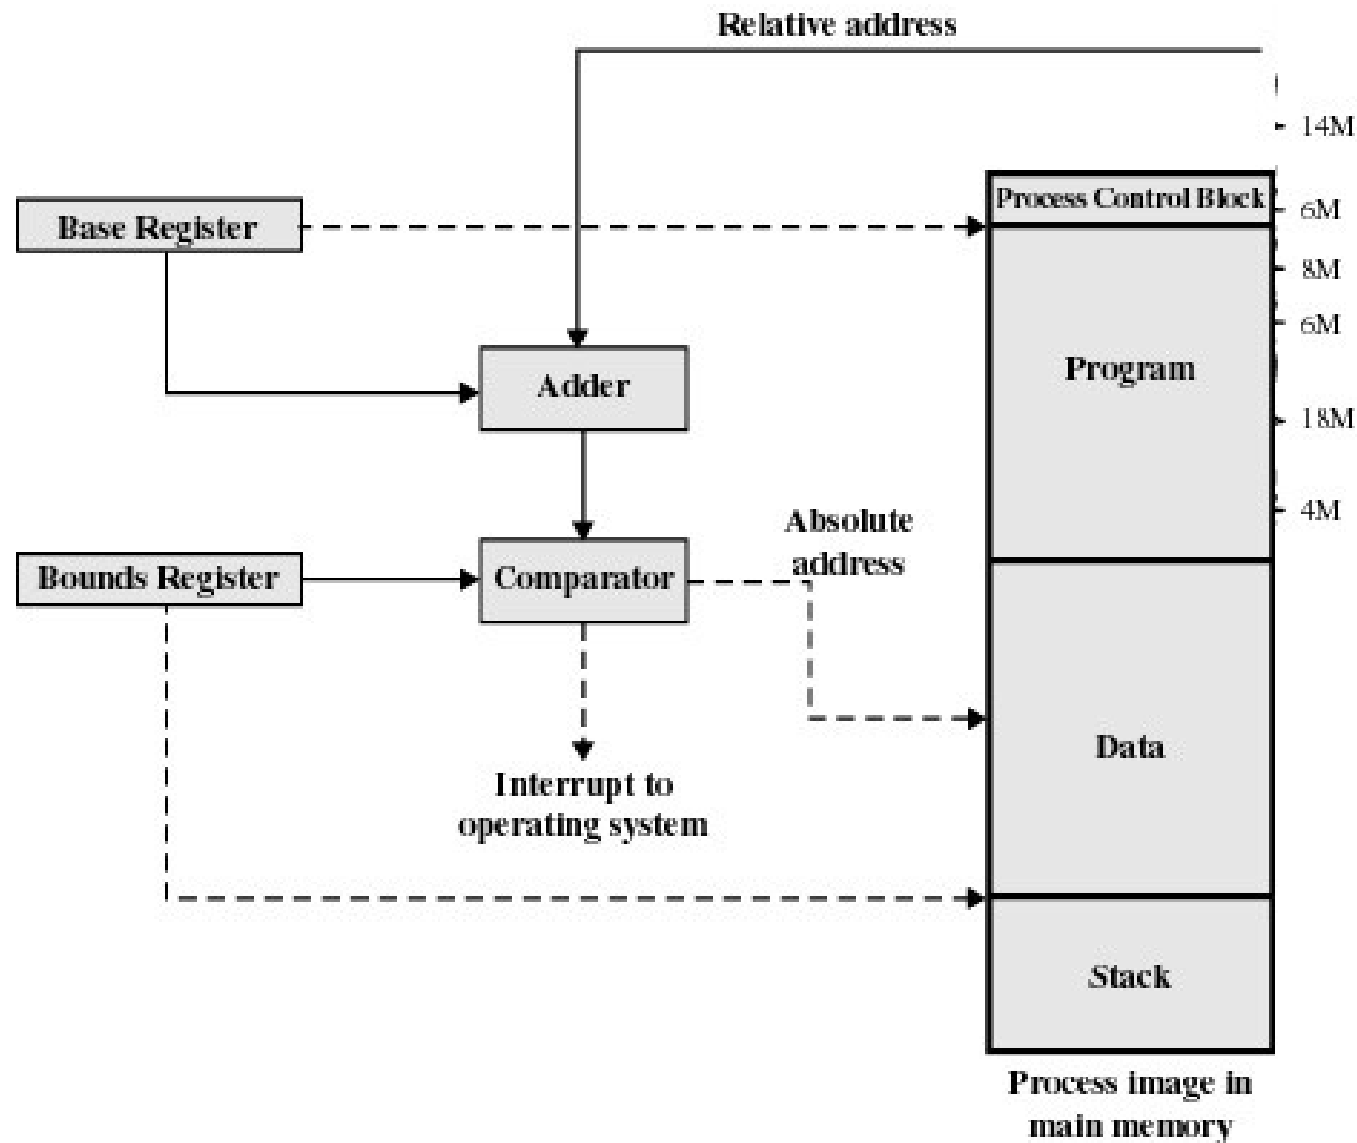 Relative address
14M
Process Control Block
6M
Base Register
8M
6M
Program
Adder
18M
4M
Absolute
address
Bounds Register
Comparator
Data
Interrupt to
operating system
Stack
Process image in
main memory